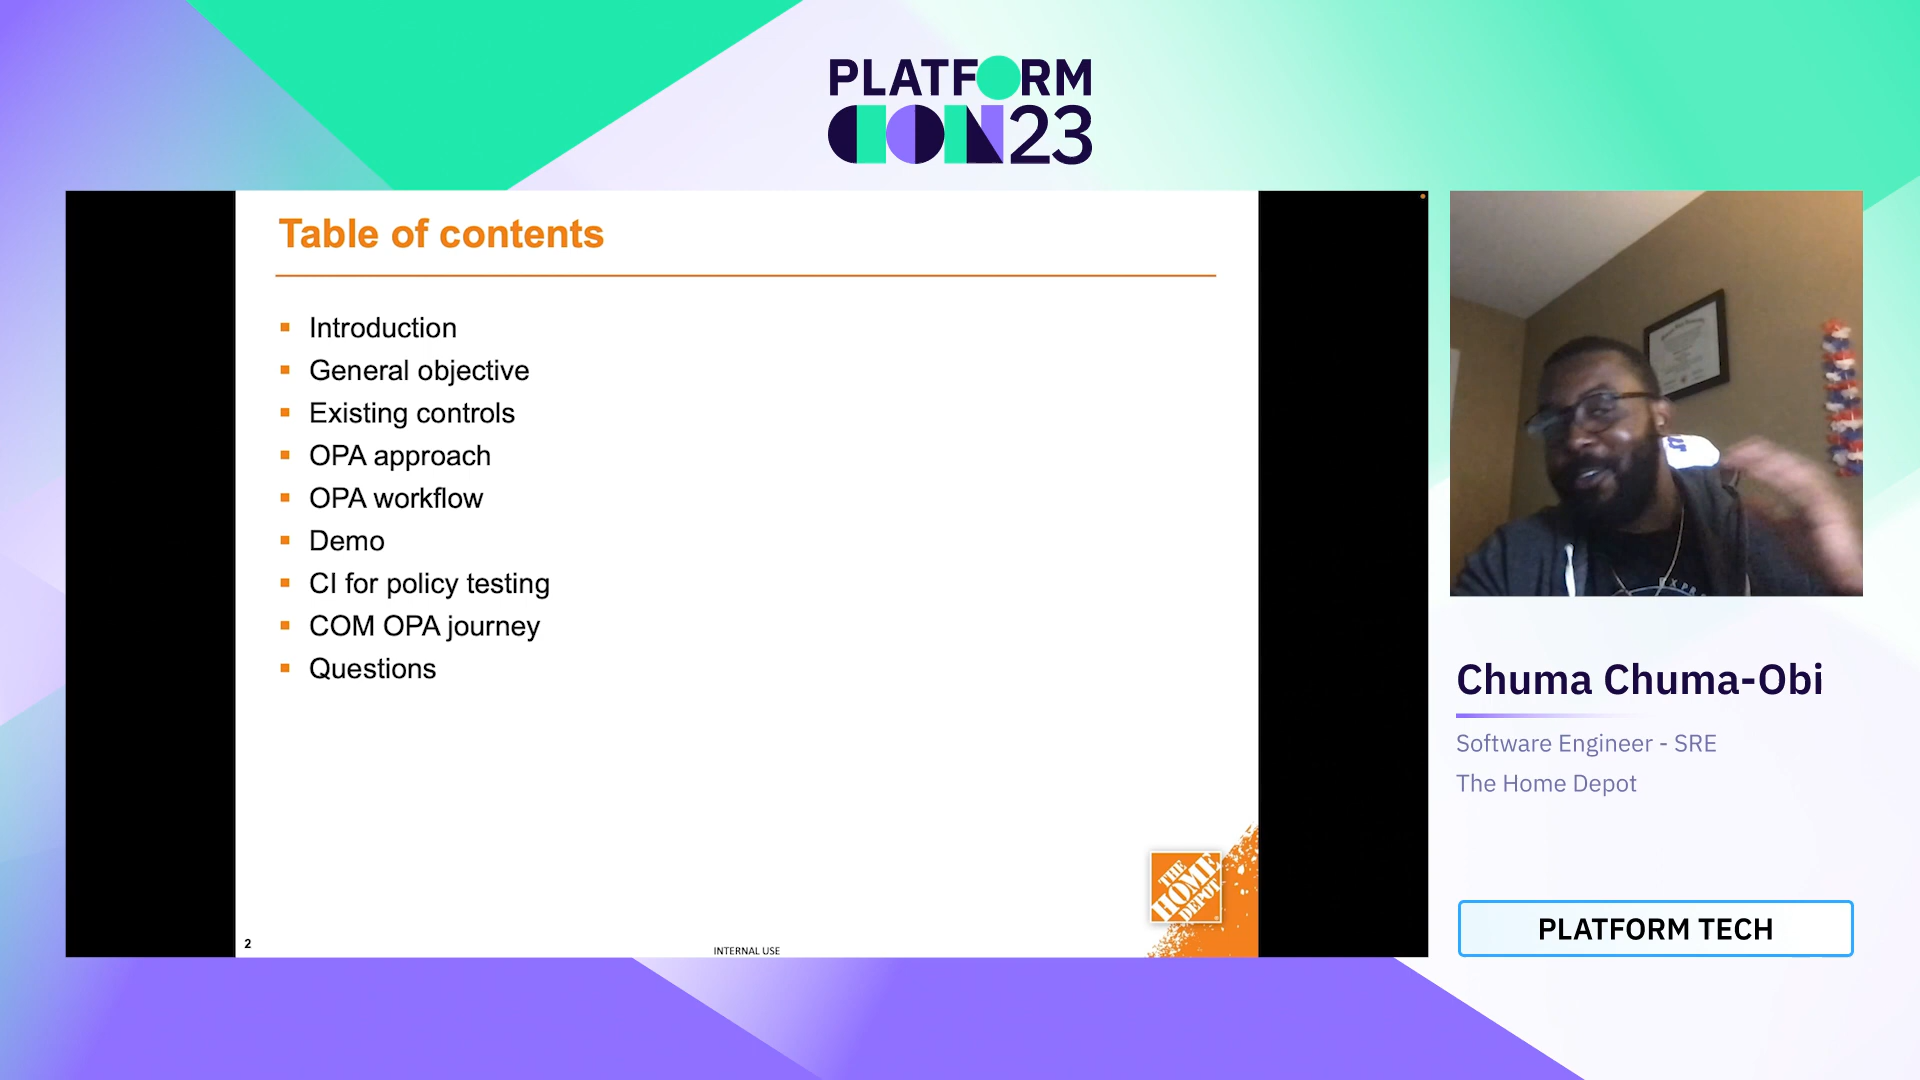 PLATFORM
CON23
Table of contents
Introduction
General objective
Existing controls
OPA approach
OPA workflow
Demo
CI for policy testing
COM OPA journey
Questions
THE
HOME
DEPOT
2
INTERNAL USE
EXPR
Chuma Chuma-Obi
Software Engineer - SRE
The Home Depot
PLATFORM TECH